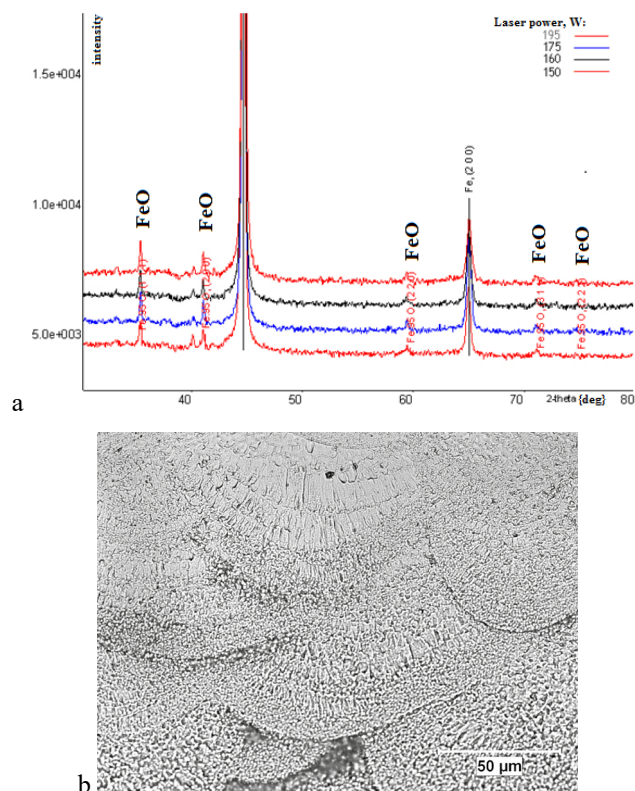 Laser power, W:
195
175
160
150
intensity
1.5e+004
1.0e+004
5.0e+003
FeO
FeO
FeO
FeO
FeO
Fe, (2 0 0)
40
50
60
70
80
2-theta {deg}
a
50 μm
b